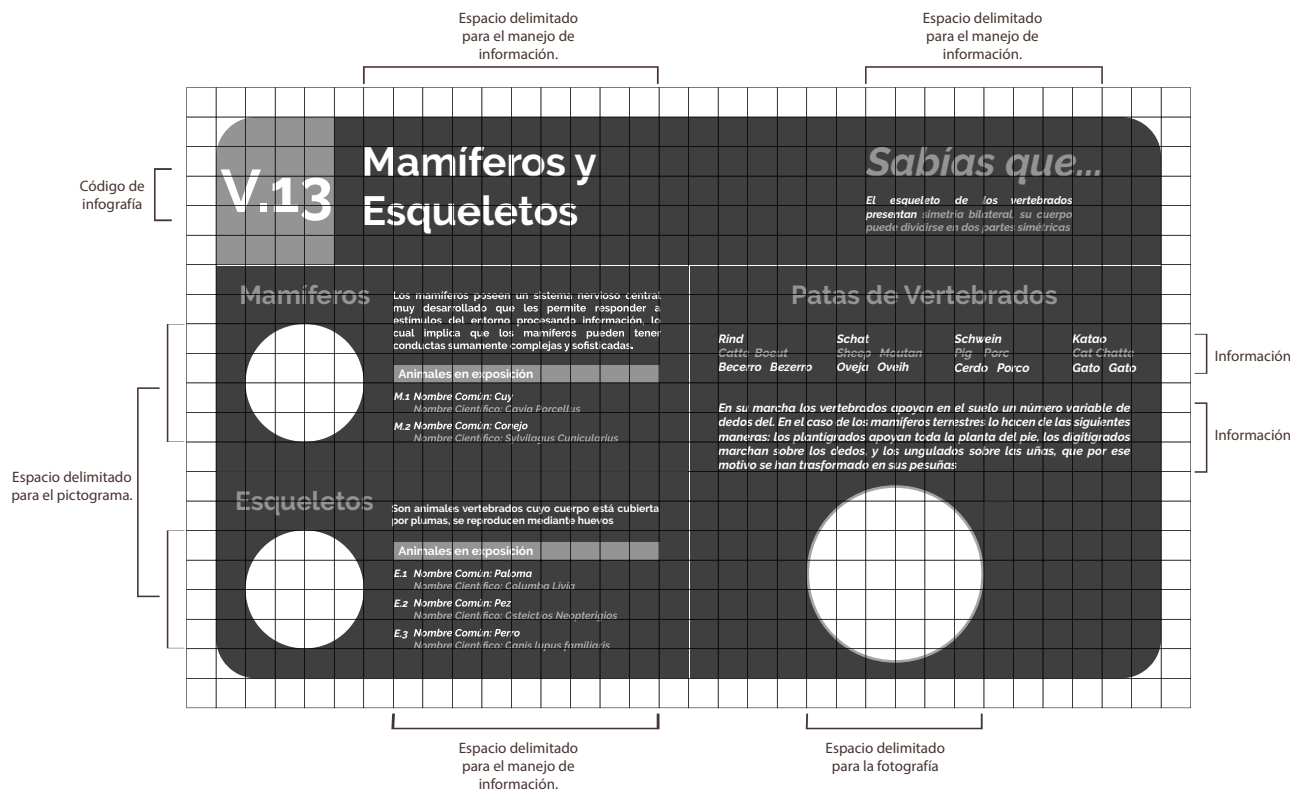 Espacio delimitado
para el manejo de
información.
Espacio delimitado
para el manejo de
información.
Código de
infografía
V.13
Mamíferos y
Esqueletos
Sabías que...
El esqueleto de los vertebrados
presentan simetria bilateral, su cuerpo
puede dividirse en dos partes simétricas
Mamíferos
Los mamíferos poseen un sistema nervioso central
muy desarrollado que les permite responder a
estímulos del entorno procesando información, lo
cual implica que los mamíferos pueden tener
conductas sumamente complejas y sofisticadas.
Animales en exposición
M.1 Nombre Común: Cuy
Nombre Científico: Cavia Porcellus
M.2 Nombre Común: Conejo
Nombre Científico: Sylvilagus Cunicularius
Espacio delimitado
para el pictograma.
Esqueletos
Son animales vertebrados cuyo cuerpo está cubierta
por plumas, se reproducen mediante huevos
Animales en exposición
E.1 Nombre Común: Paloma
Nombre Científico: Columba Livia
E.2 Nombre Común: Pez
Nombre Científico: Osteictios Neopterigios
E.3 Nombre Común: Perro
Nombre Científico: Canis lupus familiaris
Patas de Vertebrados
Rind
Catte Boeut
Becerro Bezerro
Schat
Sheep Moutan
Oveja Oveih
Schwein
Pig Porc
Cerdo Porco
Katao
Cat Chatte
Gato Gato
Información
En su marcha los vertebrados apoyan en el suelo un número variable de
dedos del. En el caso de los mamíferos terrestres lo hacen de las siguientes
maneras: los plantígrados apoyan toda la planta del pie, los digitígrados
marchan sobre los dedos, y los ungulados sobre las uñas, que por ese
motivo se han trasformado en sus pesuñas
Información
Espacio delimitado
para el manejo de
información.
Espacio delimitado
para la fotografía